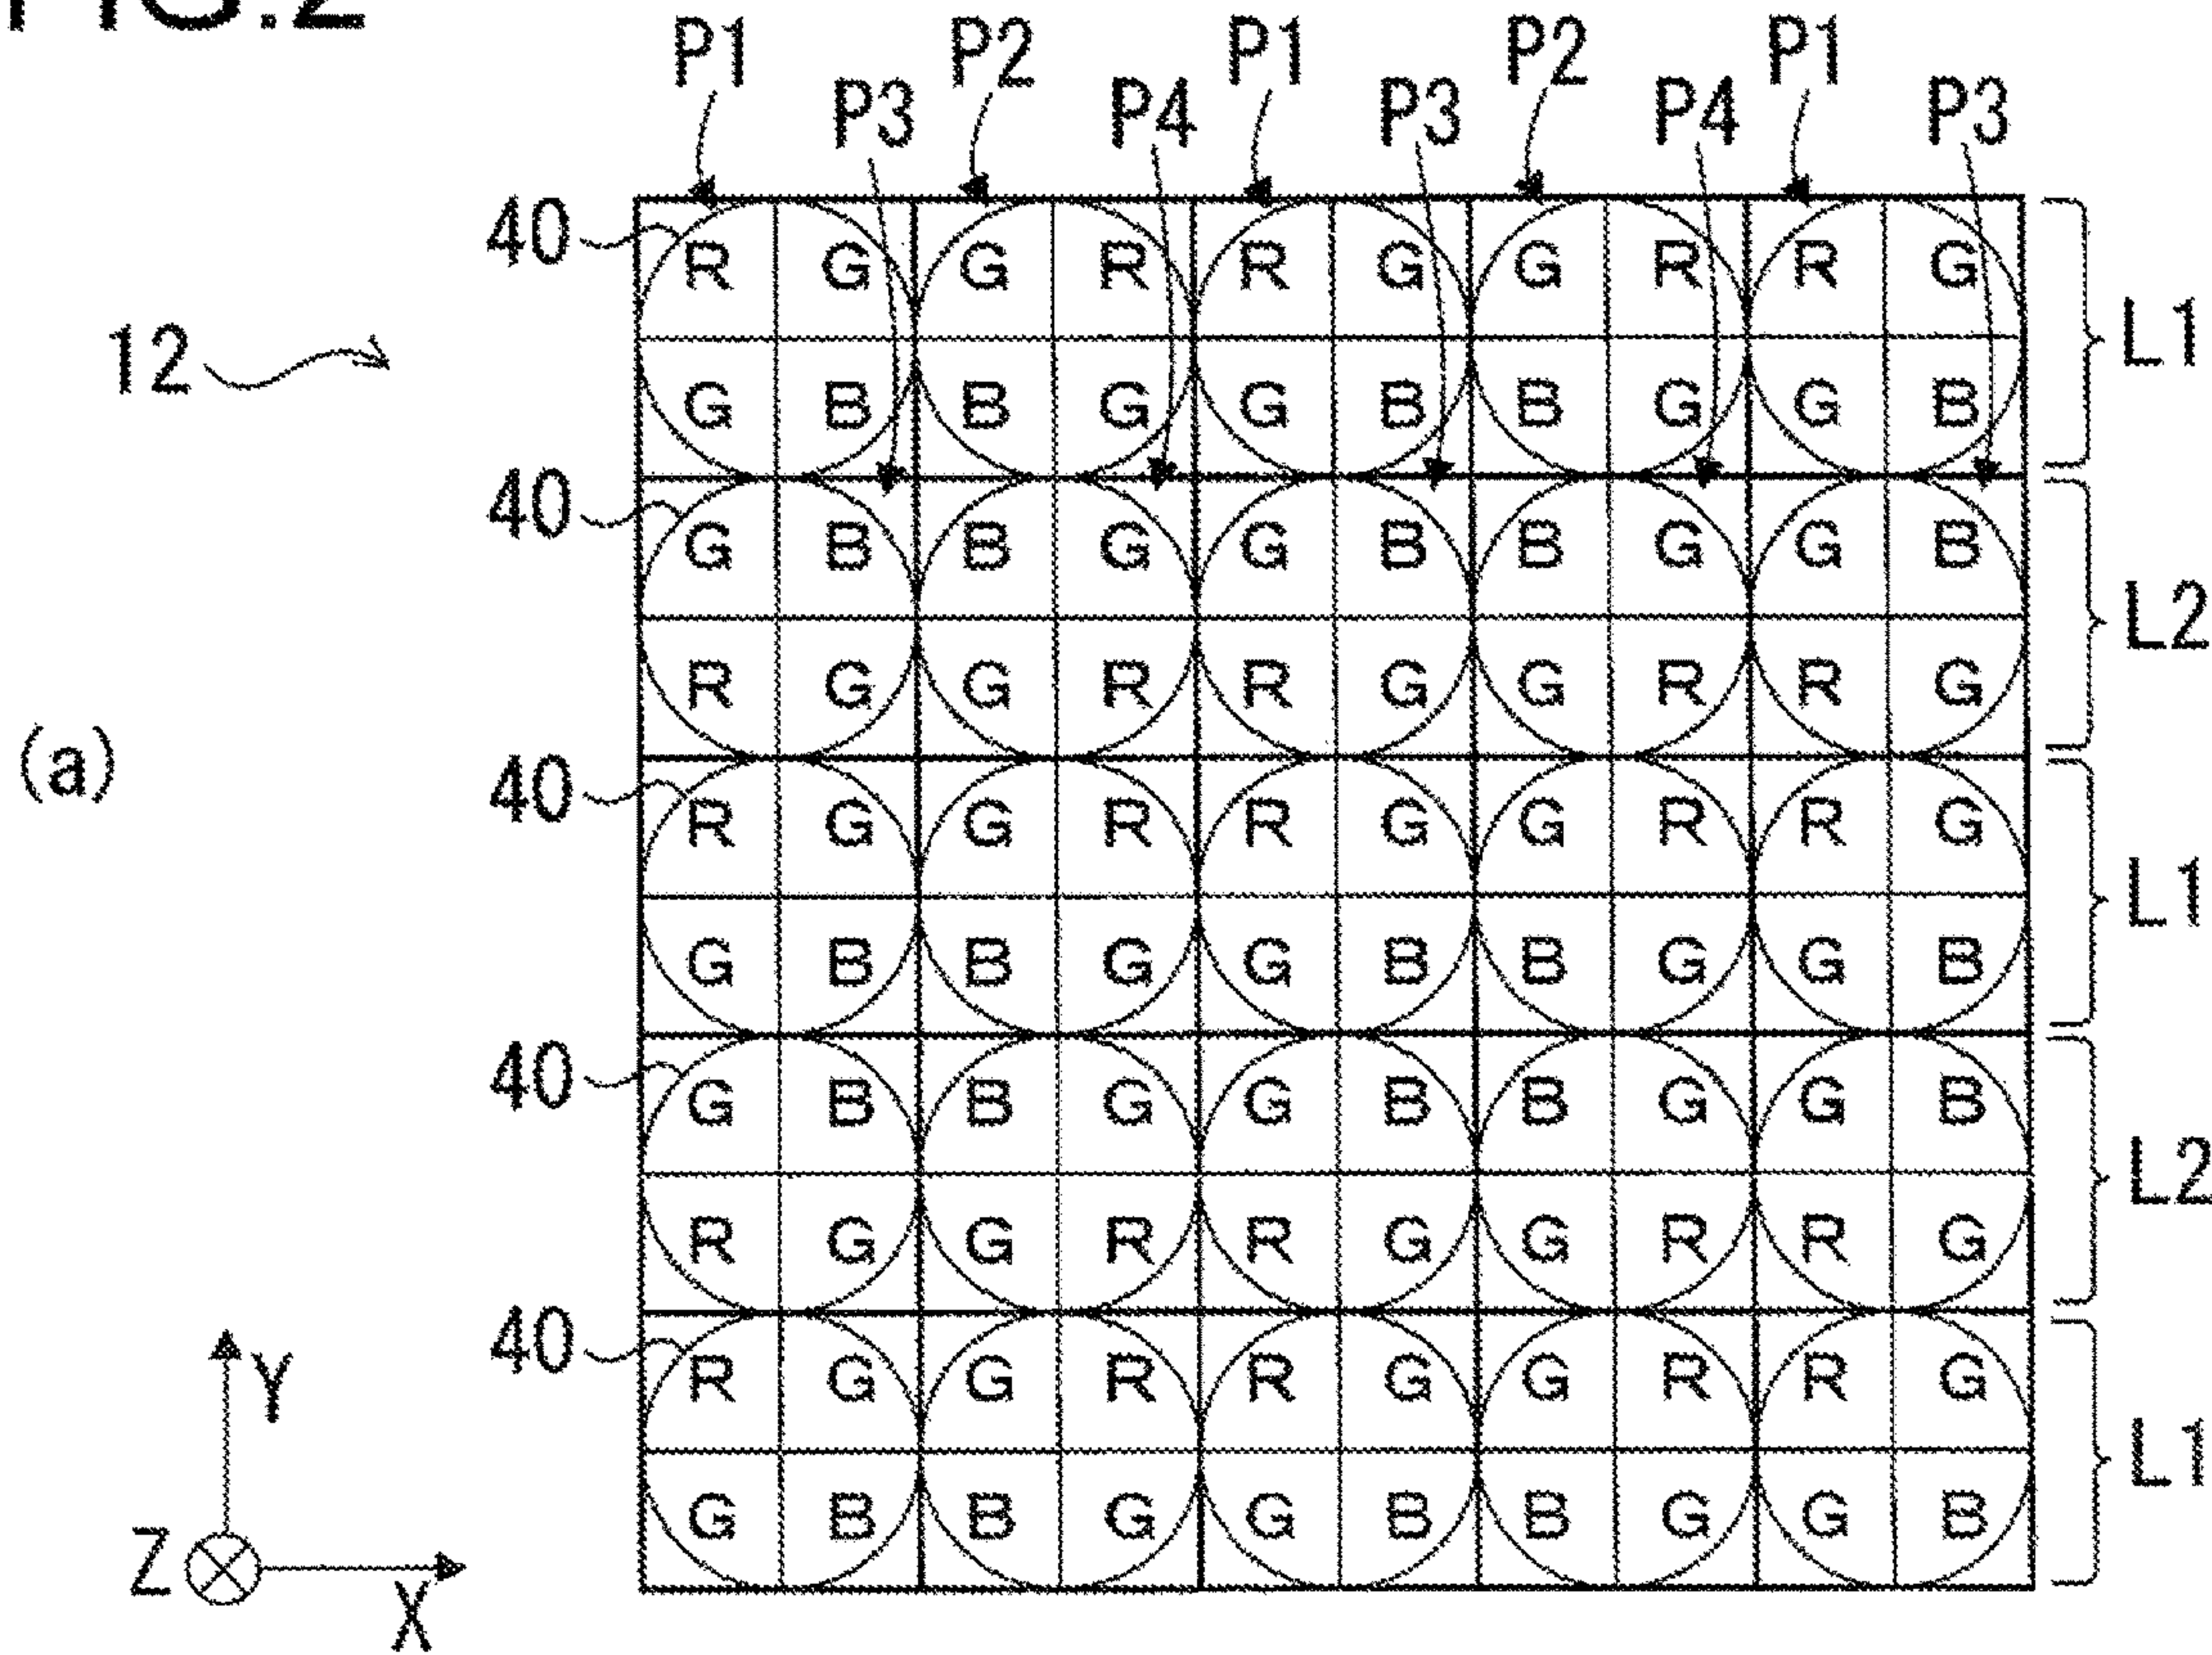 FIG.2
P1 P2 P1 P2 P1
P3 P4 P3 P4 P3
40 R G G R R G G R R G L1
12 G B B G G B B G G B
40 G B B G G B B G G B L2
R G G R R G G R R G
(a)
40 R G G R R G G R R G L1
G B B G G B B G G B
40 G B B G G B B G G B L2
R G G R R G G R R G
40 R G G R R G G R R G L1
Y
G B B G G B B G G B
Z
X